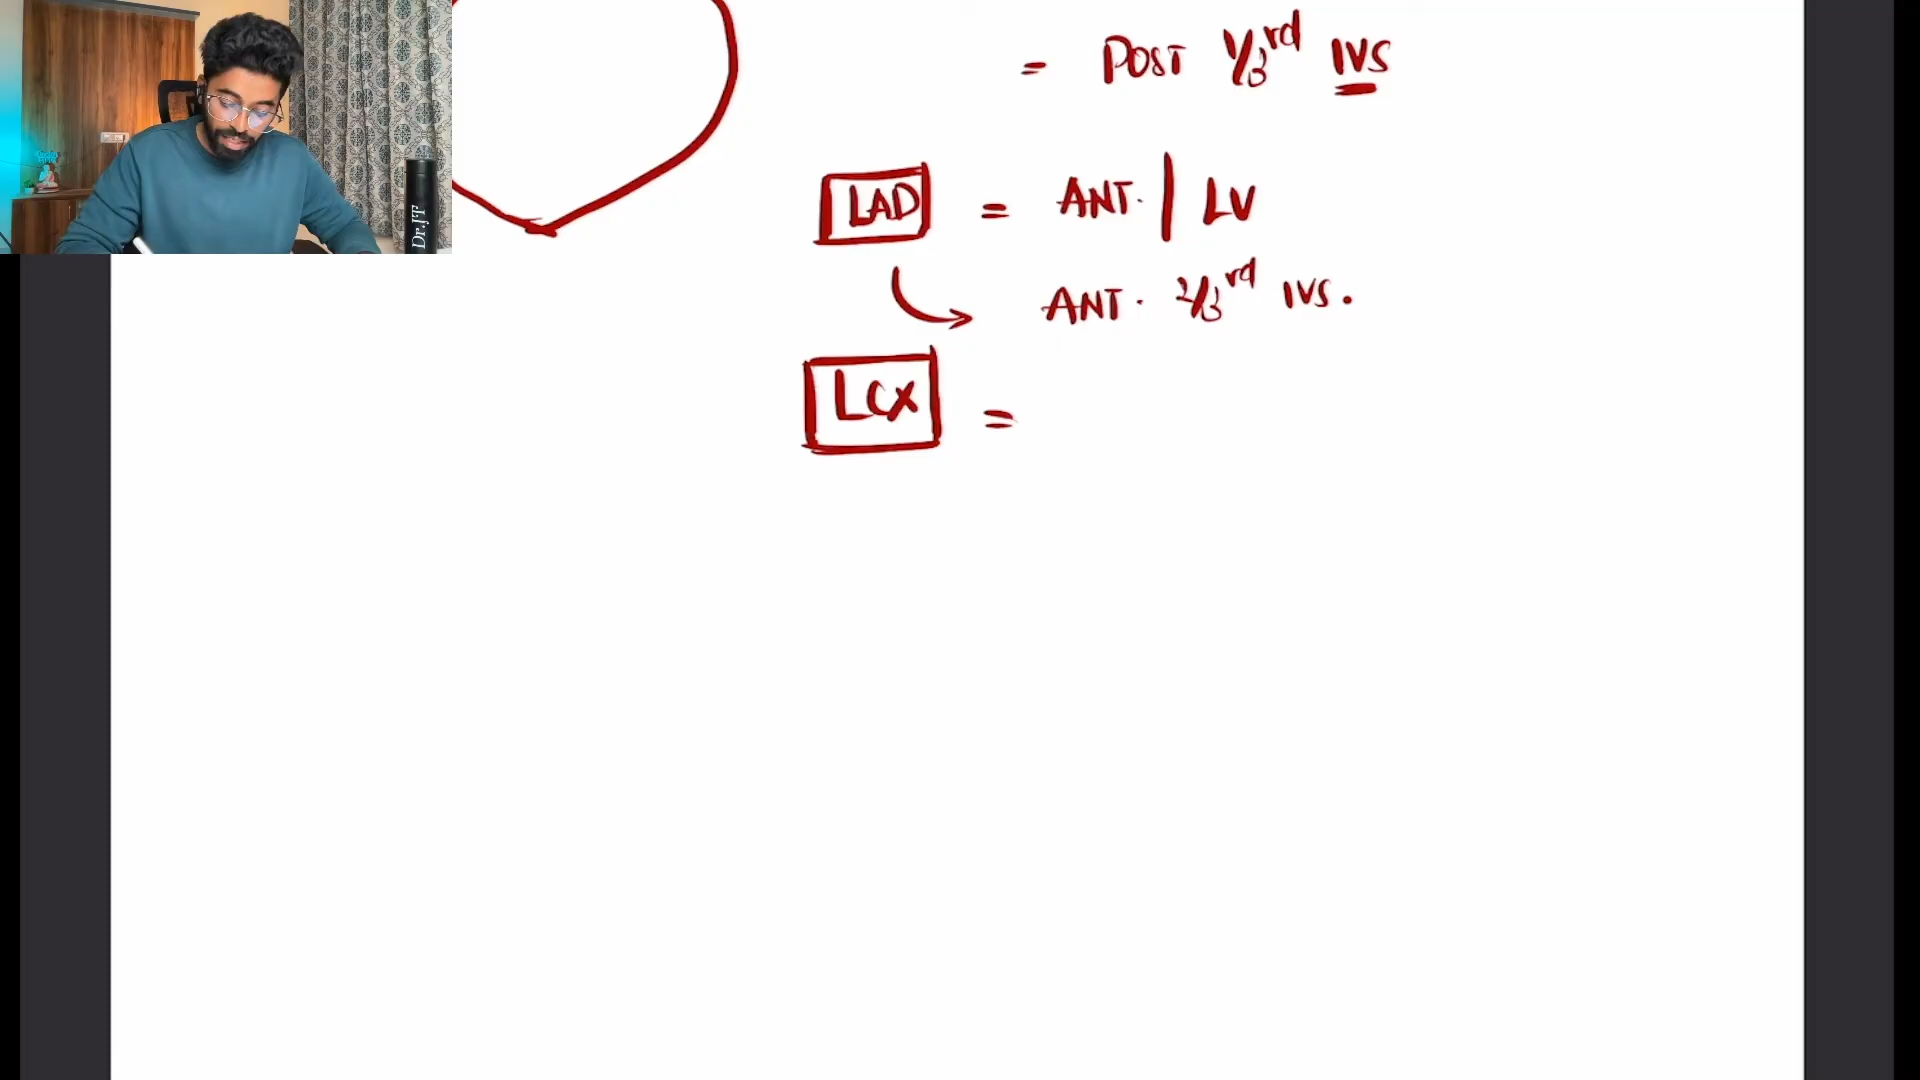 = POST 1/3rd IVS
LAD = ANT. | LV
ANT. 2/3rd IVS.
LCX =
Dr.JT